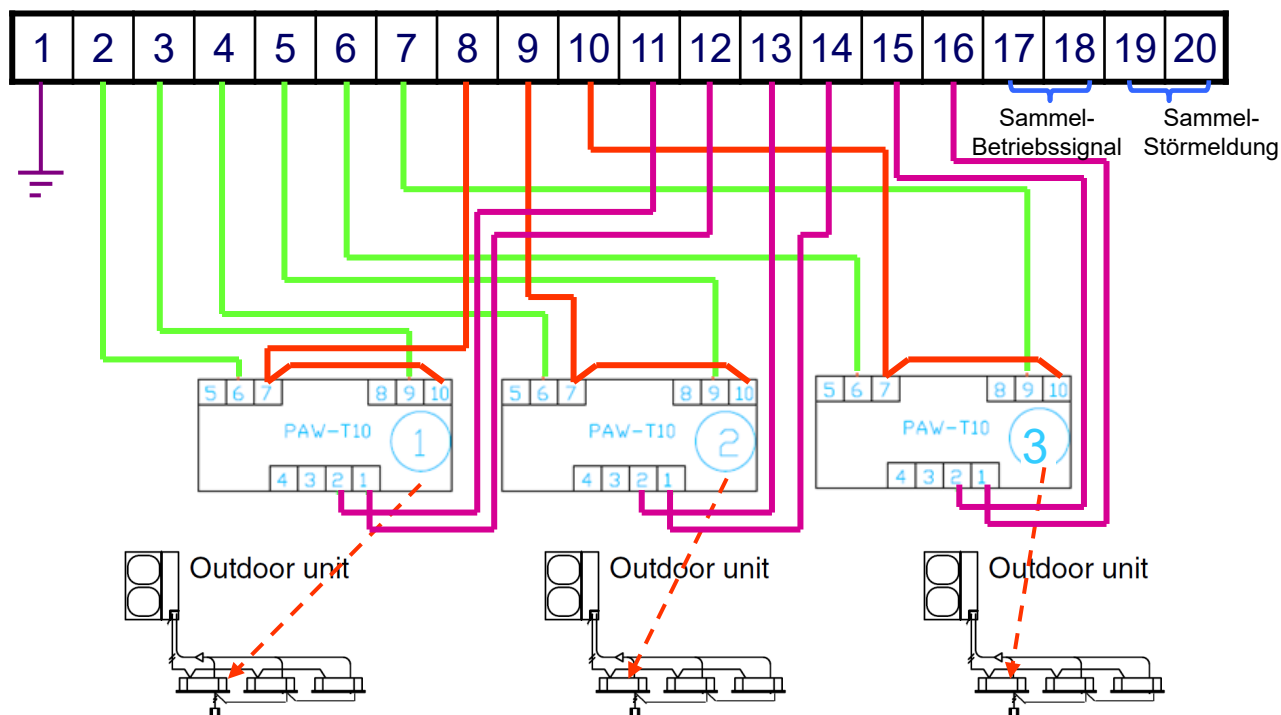 1 2 3 4 5 6 7 8 9 10 11 12 13 14 15 16 17 18 19 20
Sammel-
Betriebssignal
Sammel-
Störmeldung
5 6 7 8 9 10
PAW-T10 1
4 3 2 1
5 6 7 8 9 10
PAW-T10 2
4 3 2 1
5 6 7 8 9 10
PAW-T10 3
4 3 2 1
Outdoor unit
Outdoor unit
Outdoor unit